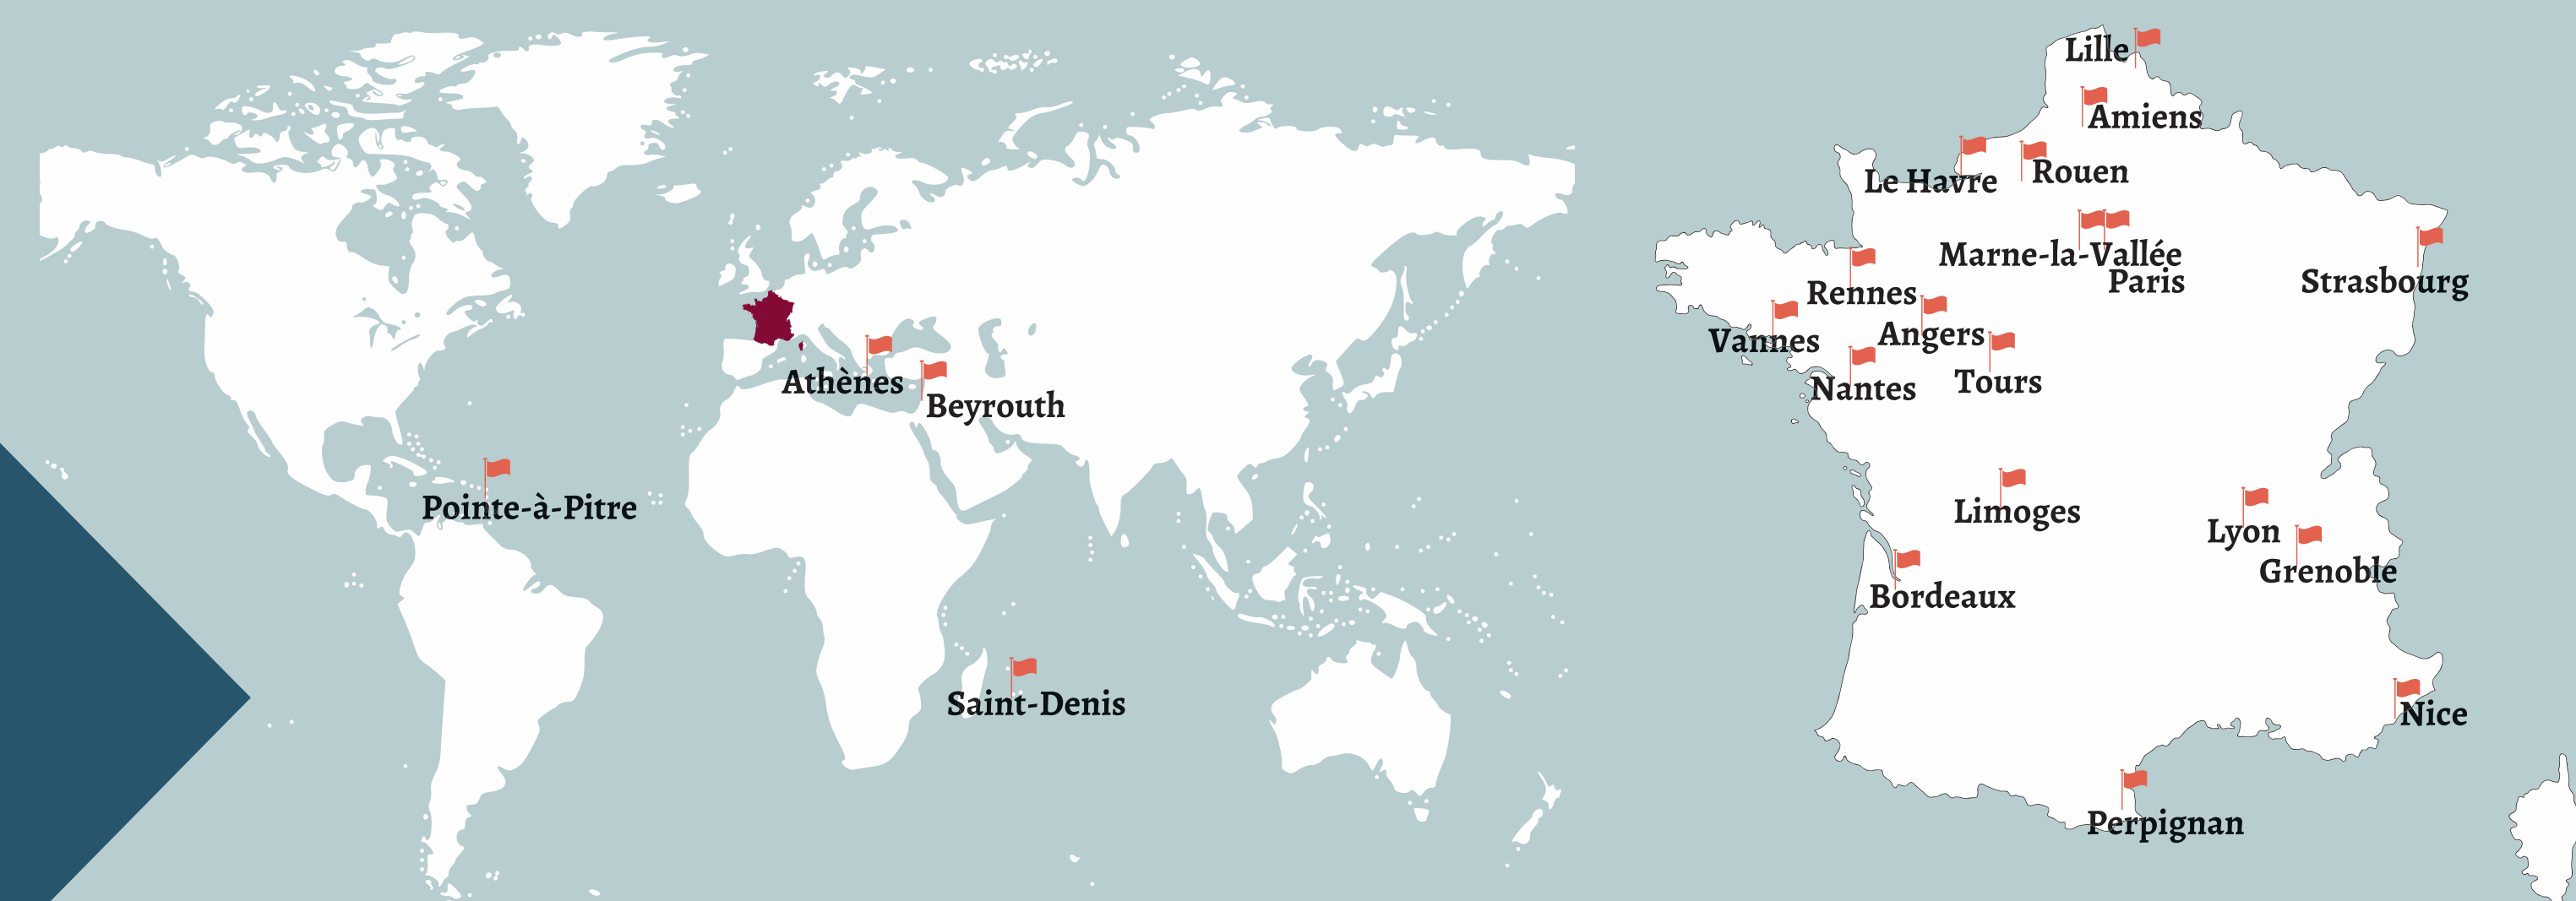 Athènes
Beyrouth
Pointe-à-Pitre
Saint-Denis
Lille
Amiens
Le Havre
Rouen
Marne-la-Vallée
Paris
Strasbourg
Rennes
Vannes
Angers
Nantes
Tours
Limoges
Lyon
Grenoble
Bordeaux
Nice
Perpignan